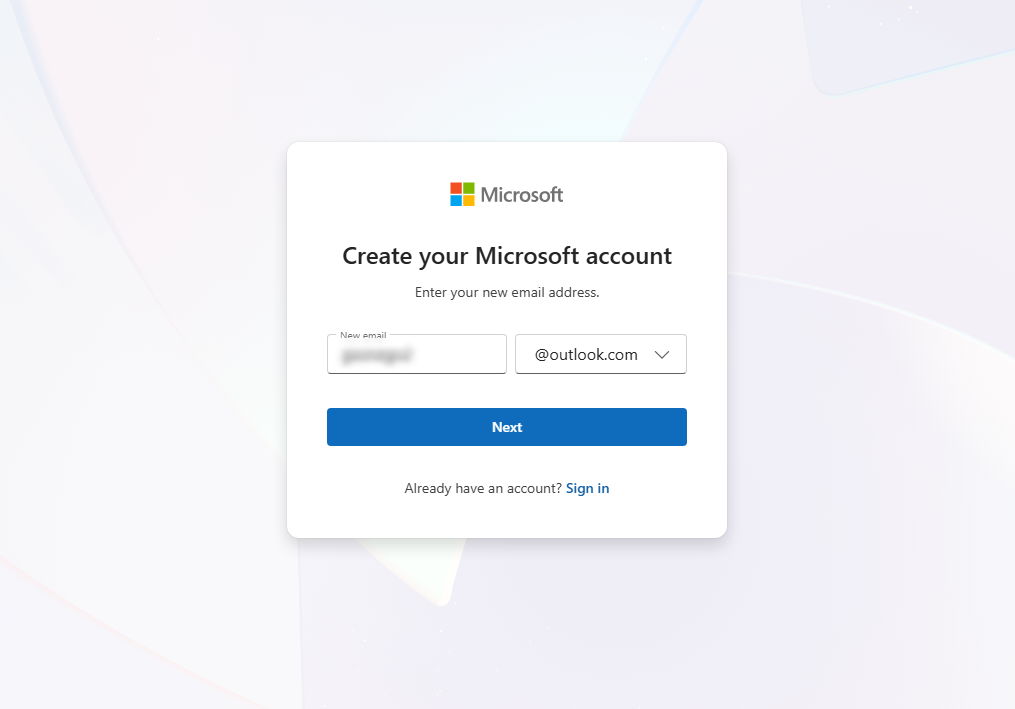 Microsoft
Create your Microsoft account
Enter your new email address.
New email
@outlook.com
Next
Already have an account? Sign in